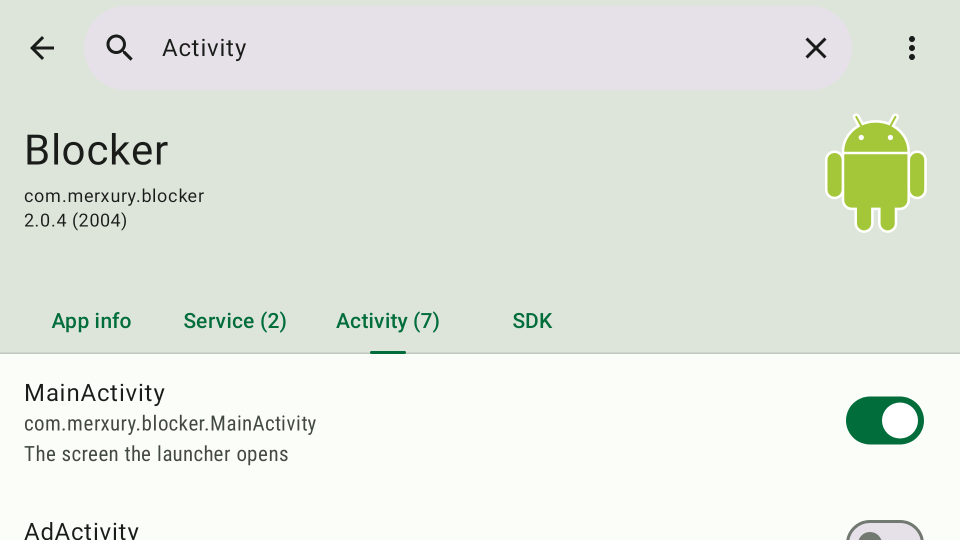 Activity
Blocker
com.merxury.blocker
2.0.4 (2004)
App info
Service (2)
Activity (7)
SDK
MainActivity
com.merxury.blocker.MainActivity
The screen the launcher opens
AdActivity